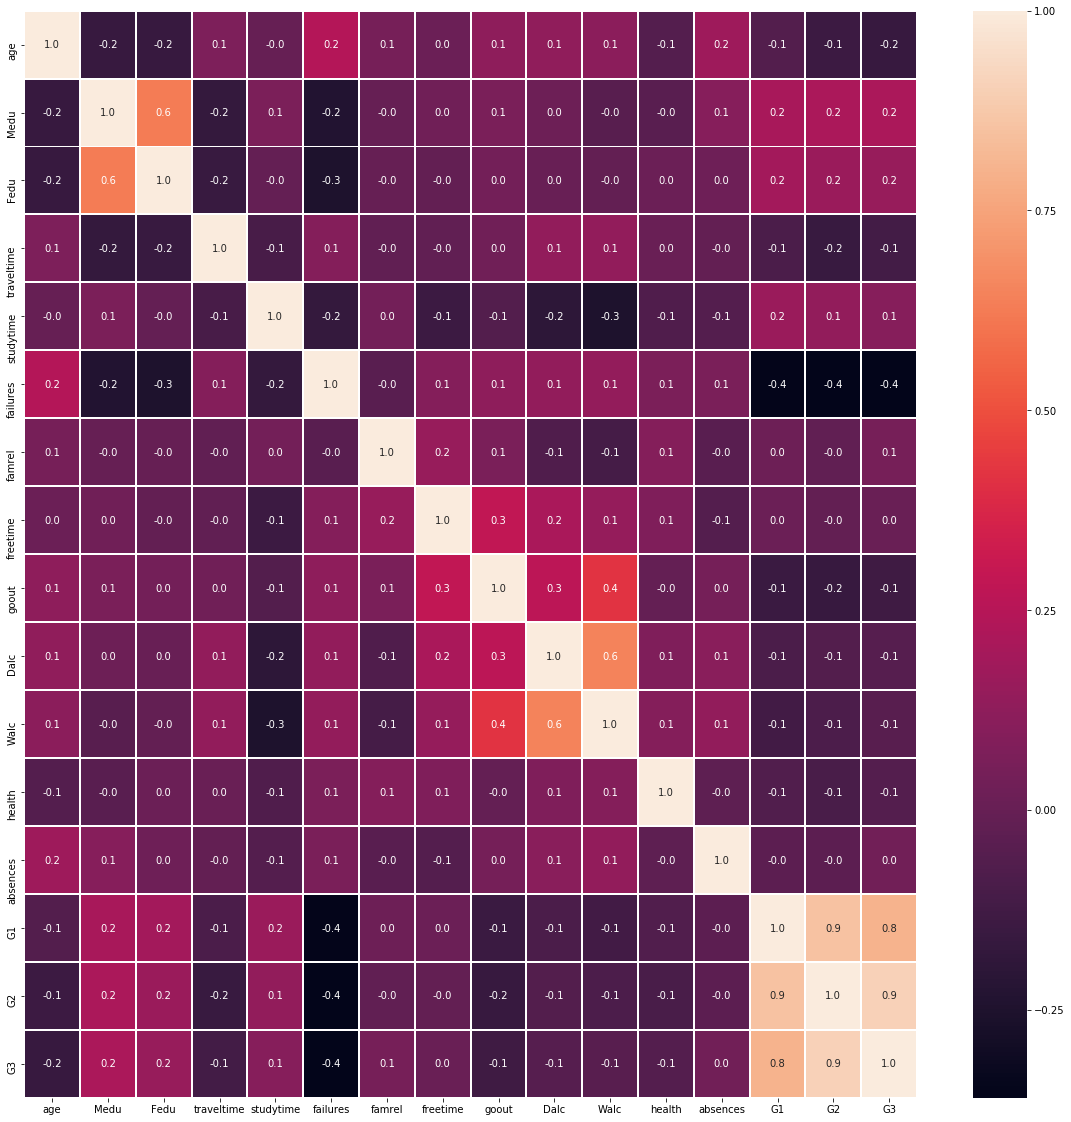 age 1.0 -0.2 -0.2 0.1 -0.0 0.2 0.1 0.0 0.1 0.1 0.1 -0.1 0.2 -0.1 -0.1 -0.2
Medu -0.2 1.0 0.6 -0.2 0.1 -0.2 -0.0 0.0 0.1 0.0 -0.0 -0.0 0.1 0.2 0.2 0.2
Fedu -0.2 0.6 1.0 -0.2 -0.0 -0.3 -0.0 -0.0 0.0 0.0 -0.0 0.0 0.0 0.2 0.2 0.2
traveltime 0.1 -0.2 -0.2 1.0 -0.1 0.1 -0.0 -0.0 0.0 0.1 0.1 0.0 -0.0 -0.1 -0.2 -0.1
studytime -0.0 0.1 -0.0 -0.1 1.0 -0.2 0.0 -0.1 -0.1 -0.2 -0.3 -0.1 -0.1 0.2 0.1 0.1
failures 0.2 -0.2 -0.3 0.1 -0.2 1.0 -0.0 0.1 0.1 0.1 0.1 0.1 0.1 -0.4 -0.4 -0.4
famrel 0.1 -0.0 -0.0 -0.0 0.0 -0.0 1.0 0.2 0.1 -0.1 -0.1 0.1 -0.0 0.0 -0.0 0.1
freetime 0.0 0.0 -0.0 -0.0 -0.1 0.1 0.2 1.0 0.3 0.2 0.1 0.1 -0.1 0.0 -0.0 0.0
goout 0.1 0.1 0.0 0.0 -0.1 0.1 0.1 0.3 1.0 0.3 0.4 -0.0 0.0 -0.1 -0.2 -0.1
Dalc 0.1 0.0 0.0 0.1 -0.2 0.1 -0.1 0.2 0.3 1.0 0.6 0.1 0.1 -0.1 -0.1 -0.1
Walc 0.1 -0.0 -0.0 0.1 -0.3 0.1 -0.1 0.1 0.4 0.6 1.0 0.1 0.1 -0.1 -0.1 -0.1
health -0.1 -0.0 0.0 0.0 -0.1 0.1 0.1 0.1 -0.0 0.1 0.1 1.0 -0.0 -0.1 -0.1 -0.1
absences 0.2 0.1 0.0 -0.0 -0.1 0.1 -0.0 -0.1 0.0 0.1 0.1 -0.0 1.0 -0.0 -0.0 0.0
G1 -0.1 0.2 0.2 -0.1 0.2 -0.4 0.0 0.0 -0.1 -0.1 -0.1 -0.1 -0.0 1.0 0.9 0.8
G2 -0.1 0.2 0.2 -0.2 0.1 -0.4 -0.0 -0.0 -0.2 -0.1 -0.1 -0.1 -0.0 0.9 1.0 0.9
G3 -0.2 0.2 0.2 -0.1 0.1 -0.4 0.1 0.0 -0.1 -0.1 -0.1 -0.1 0.0 0.8 0.9 1.0
age Medu Fedu traveltime studytime failures famrel freetime goout Dalc Walc health absences G1 G2 G3
1.00
0.75
0.50
0.25
0.00
−0.25